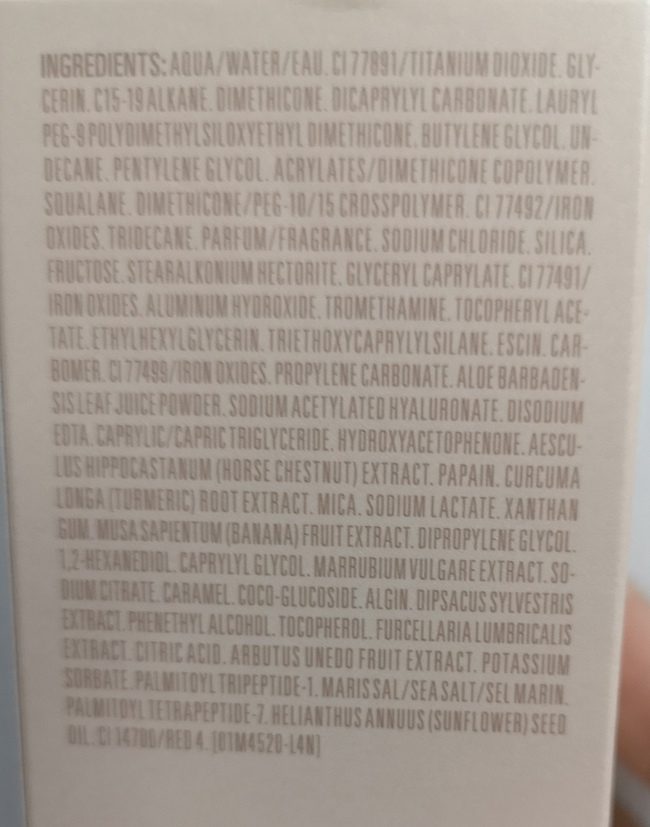 INGREDIENTS: AQUA/WATER/EAU. CI 77891/TITANIUM DIOXIDE. GLY-
CERIN. C15-19 ALKANE. DIMETHICONE. DICAPRYLYL CARBONATE. LAURYL
PEG-9 POLYDIMETHYLSILOXYETHYL DIMETHICONE. BUTYLENE GLYCOL. UN-
DECANE. PENTYLENE GLYCOL. ACRYLATES/DIMETHICONE COPOLYMER.
SQUALANE. DIMETHICONE/PEG-10/15 CROSSPOLYMER. CI 77492/IRON
OXIDES. TRIDECANE. PARFUM/FRAGRANCE. SODIUM CHLORIDE. SILICA.
FRUCTOSE. STEARALKONIUM HECTORITE. GLYCERYL CAPRYLATE. CI 77491/
IRON OXIDES. ALUMINUM HYDROXIDE. TROMETHAMINE. TOCOPHERYL ACE-
TATE. ETHYLHEXYLGLYCERIN. TRIETHOXYCAPRYLYLSILANE. ESCIN. CAR-
BOMER. CI 77499/IRON OXIDES. PROPYLENE CARBONATE. ALOE BARBADEN-
SIS LEAF JUICE POWDER. SODIUM ACETYLATED HYALURONATE. DISODIUM
EDTA. CAPRYLIC/CAPRIC TRIGLYCERIDE. HYDROXYACETOPHENONE. AESCU-
LUS HIPPOCASTANUM (HORSE CHESTNUT) EXTRACT. PAPAIN. CURCUMA
LONGA (TURMERIC) ROOT EXTRACT. MICA. SODIUM LACTATE. XANTHAN
GUM. MUSA SAPIENTUM (BANANA) FRUIT EXTRACT. DIPROPYLENE GLYCOL.
1,2-HEXANEDIOL. CAPRYLYL GLYCOL. MARRUBIUM VULGARE EXTRACT. SO-
DIUM CITRATE. CARAMEL. COCO-GLUCOSIDE. ALGIN. DIPSACUS SYLVESTRIS
EXTRACT. PHENETHYL ALCOHOL. TOCOPHEROL. FURCELLARIA LUMBRICALIS
EXTRACT. CITRIC ACID. ARBUTUS UNEDO FRUIT EXTRACT. POTASSIUM
SORBATE. PALMITOYL TRIPEPTIDE-1. MARIS SAL/SEA SALT/SEL MARIN.
PALMITOYL TETRAPEPTIDE-7. HELIANTHUS ANNUUS (SUNFLOWER) SEED
OIL. CI 14700/RED 4. [01M4520-L4N]